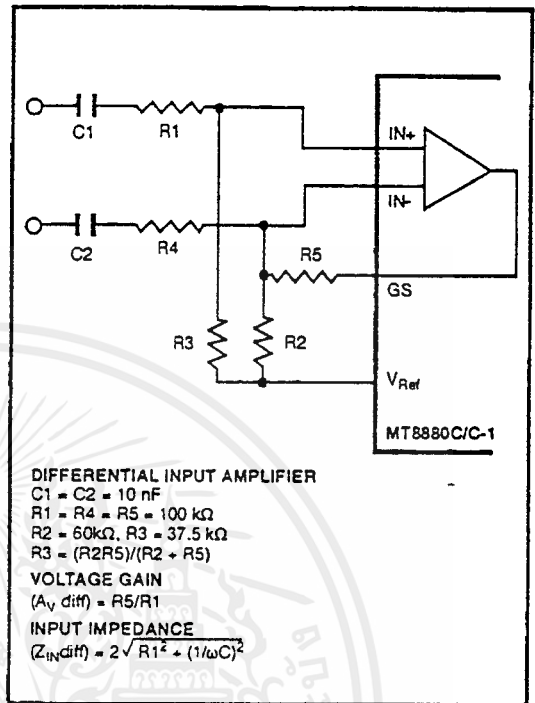 C1
R1
IN+
IN-
C2
R4
R5
GS
R3
R2
VRef
MT8880C/C-1
DIFFERENTIAL INPUT AMPLIFIER
C1 = C2 = 10 nF
R1 = R4 = R5 = 100 kΩ
R2 = 60kΩ, R3 = 37.5 kΩ
R3 = (R2R5)/(R2 + R5)
VOLTAGE GAIN
(AV diff) = R5/R1
INPUT IMPEDANCE
(ZINdiff) = 2√R1² + (1/ωC)²